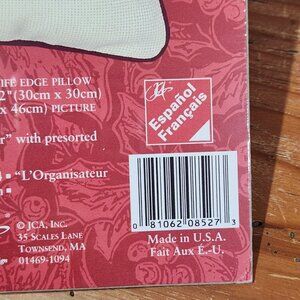 IFE EDGE PILLOW
2" (30cm x 30cm)
x 46cm) PICTURE
r" with presorted
"L'Organisateur
© JCA, INC.
35 SCALES LANE
TOWNSEND, MA
01469-1094
Español
Français
0 81062 08527 3
Made in U.S.A.
Fait Aux É.-U.